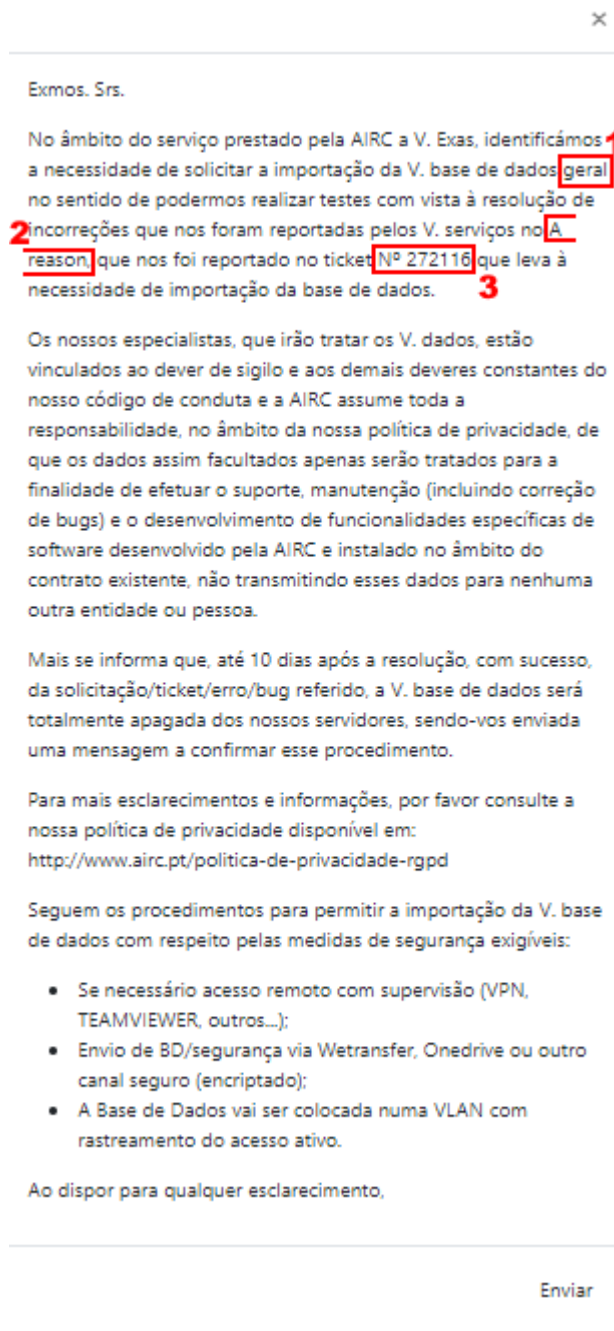 ×
Exmos. Srs.
No âmbito do serviço prestado pela AIRC a V. Exas, identificámos 1
a necessidade de solicitar a importação da V. base de dados geral
no sentido de podermos realizar testes com vista à resolução de
2 incorreções que nos foram reportadas pelos V. serviços no A
reason, que nos foi reportado no ticket Nº 272116 que leva à
necessidade de importação da base de dados. 3
Os nossos especialistas, que irão tratar os V. dados, estão
vinculados ao dever de sigilo e aos demais deveres constantes do
nosso código de conduta e a AIRC assume toda a
responsabilidade, no âmbito da nossa política de privacidade, de
que os dados assim facultados apenas serão tratados para a
finalidade de efetuar o suporte, manutenção (incluindo correção
de bugs) e o desenvolvimento de funcionalidades específicas de
software desenvolvido pela AIRC e instalado no âmbito do
contrato existente, não transmitindo esses dados para nenhuma
outra entidade ou pessoa.
Mais se informa que, até 10 dias após a resolução, com sucesso,
da solicitação/ticket/erro/bug referido, a V. base de dados será
totalmente apagada dos nossos servidores, sendo-vos enviada
uma mensagem a confirmar esse procedimento.
Para mais esclarecimentos e informações, por favor consulte a
nossa política de privacidade disponível em:
http://www.airc.pt/politica-de-privacidade-rgpd
Seguem os procedimentos para permitir a importação da V. base
de dados com respeito pelas medidas de segurança exigíveis:
• Se necessário acesso remoto com supervisão (VPN,
TEAMVIEWER, outros...);
• Envio de BD/segurança via Wetransfer, Onedrive ou outro
canal seguro (encriptado);
• A Base de Dados vai ser colocada numa VLAN com
rastreamento do acesso ativo.
Ao dispor para qualquer esclarecimento,
Enviar